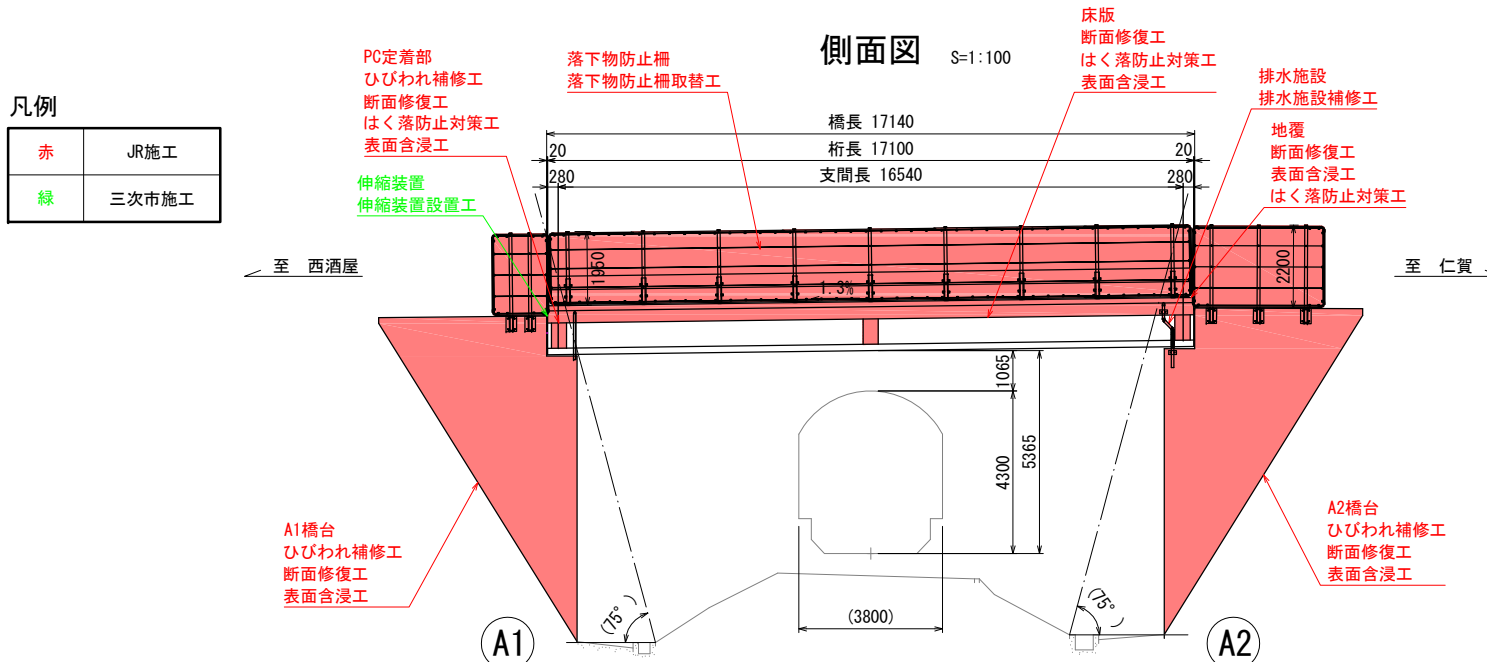 側面図 S=1:100
凡例
赤 JR施工
緑 三次市施工
PC定着部
ひびわれ補修工
断面修復工
はく落防止対策工
表面含浸工
落下物防止柵
落下物防止柵取替工
床版
断面修復工
はく落防止対策工
表面含浸工
排水施設
排水施設補修工
地覆
断面修復工
表面含浸工
はく落防止対策工
伸縮装置
伸縮装置設置工
橋長 17140
20 桁長 17100 20
280 支間長 16540 280
至 西酒屋
至 仁賀
1950
1.3%
2200
1065
4300
5365
(3800)
A1橋台
ひびわれ補修工
断面修復工
表面含浸工
A2橋台
ひびわれ補修工
断面修復工
表面含浸工
(75°)
(75°)
A1
A2